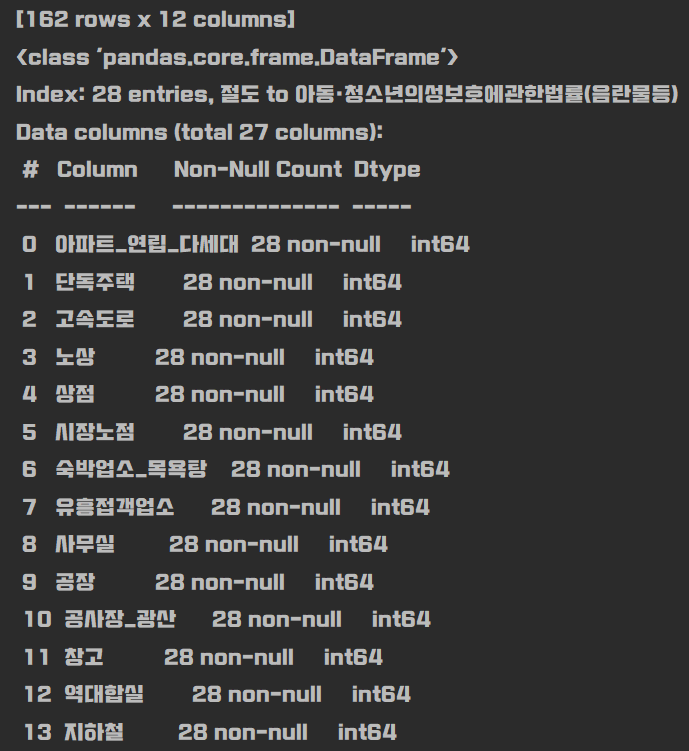 [162 rows x 12 columns]
<class 'pandas.core.frame.DataFrame'>
Index: 28 entries, 절도 to 아동·청소년의성보호에관한법률(음란물등)
Data columns (total 27 columns):
# Column Non-Null Count Dtype
--- ------ -------------- -----
0 아파트_연립_다세대 28 non-null int64
1 단독주택 28 non-null int64
2 고속도로 28 non-null int64
3 노상 28 non-null int64
4 상점 28 non-null int64
5 시장노점 28 non-null int64
6 숙박업소_목욕탕 28 non-null int64
7 유흥접객업소 28 non-null int64
8 사무실 28 non-null int64
9 공장 28 non-null int64
10 공사장_광산 28 non-null int64
11 창고 28 non-null int64
12 역대합실 28 non-null int64
13 지하철 28 non-null int64